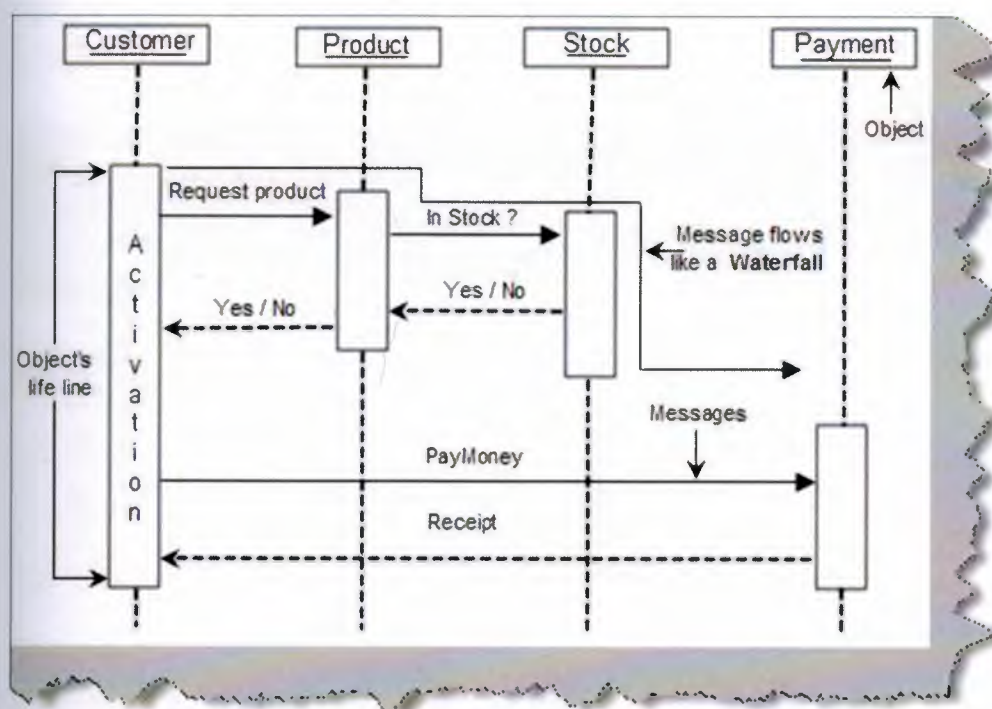 Customer
Product
Stock
Payment
Object
Request product
In Stock ?
Message flows
like a Waterfall
Yes / No
Yes / No
Activation
Object's
life line
Messages
PayMoney
Receipt